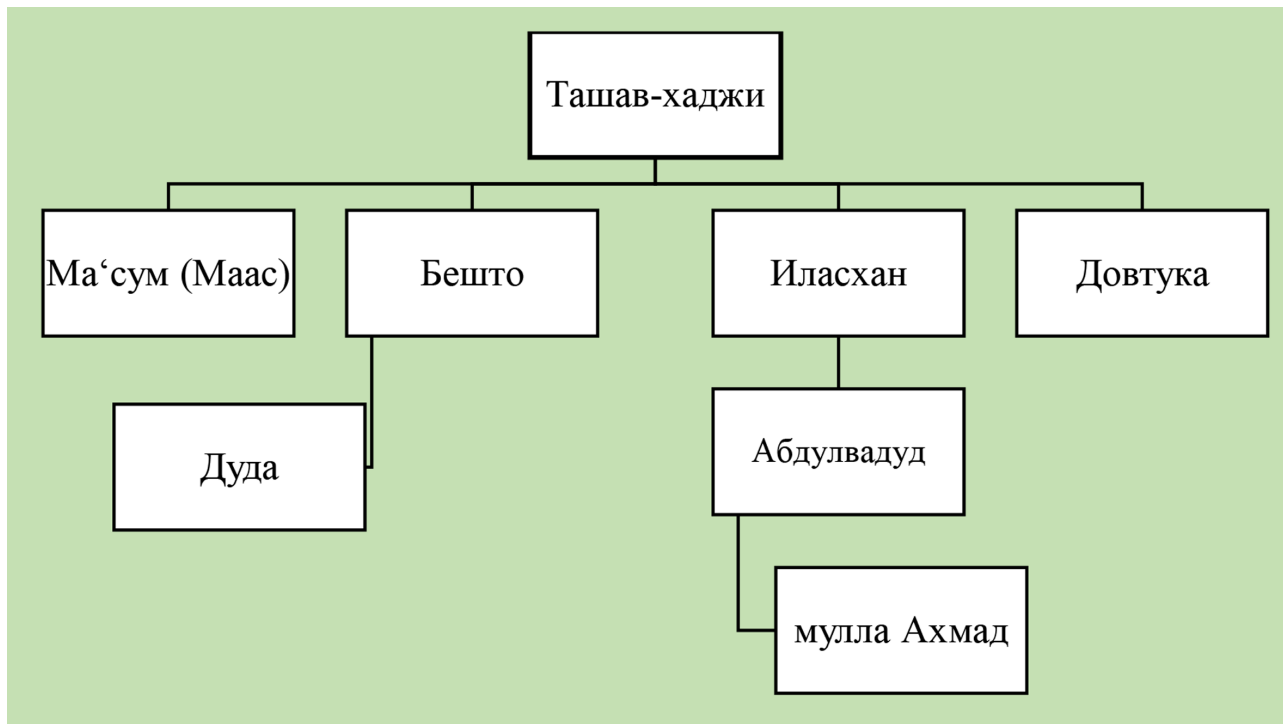 Ташав-хаджи
Ма‘сум (Маас)
Бешто
Иласхан
Довтука
Дуда
Абдулвадуд
мулла Ахмад